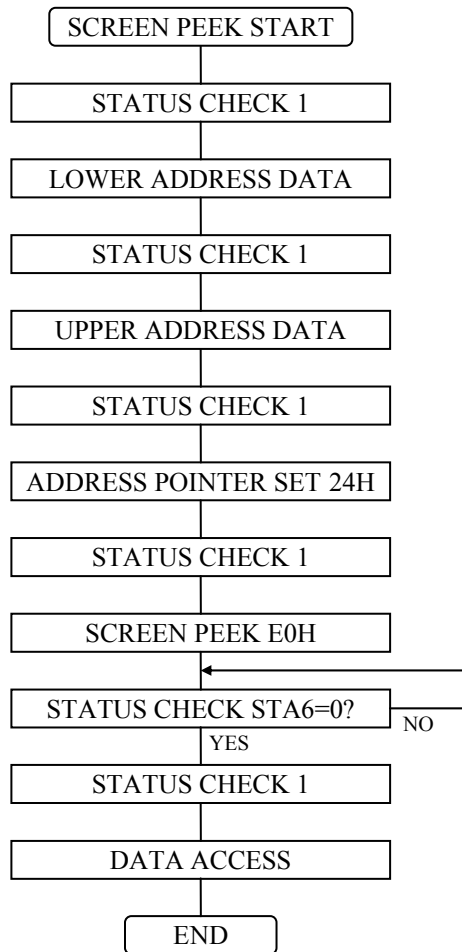 SCREEN PEEK START
STATUS CHECK 1
LOWER ADDRESS DATA
STATUS CHECK 1
UPPER ADDRESS DATA
STATUS CHECK 1
ADDRESS POINTER SET 24H
STATUS CHECK 1
SCREEN PEEK E0H
STATUS CHECK STA6=0?
NO
YES
STATUS CHECK 1
DATA ACCESS
END